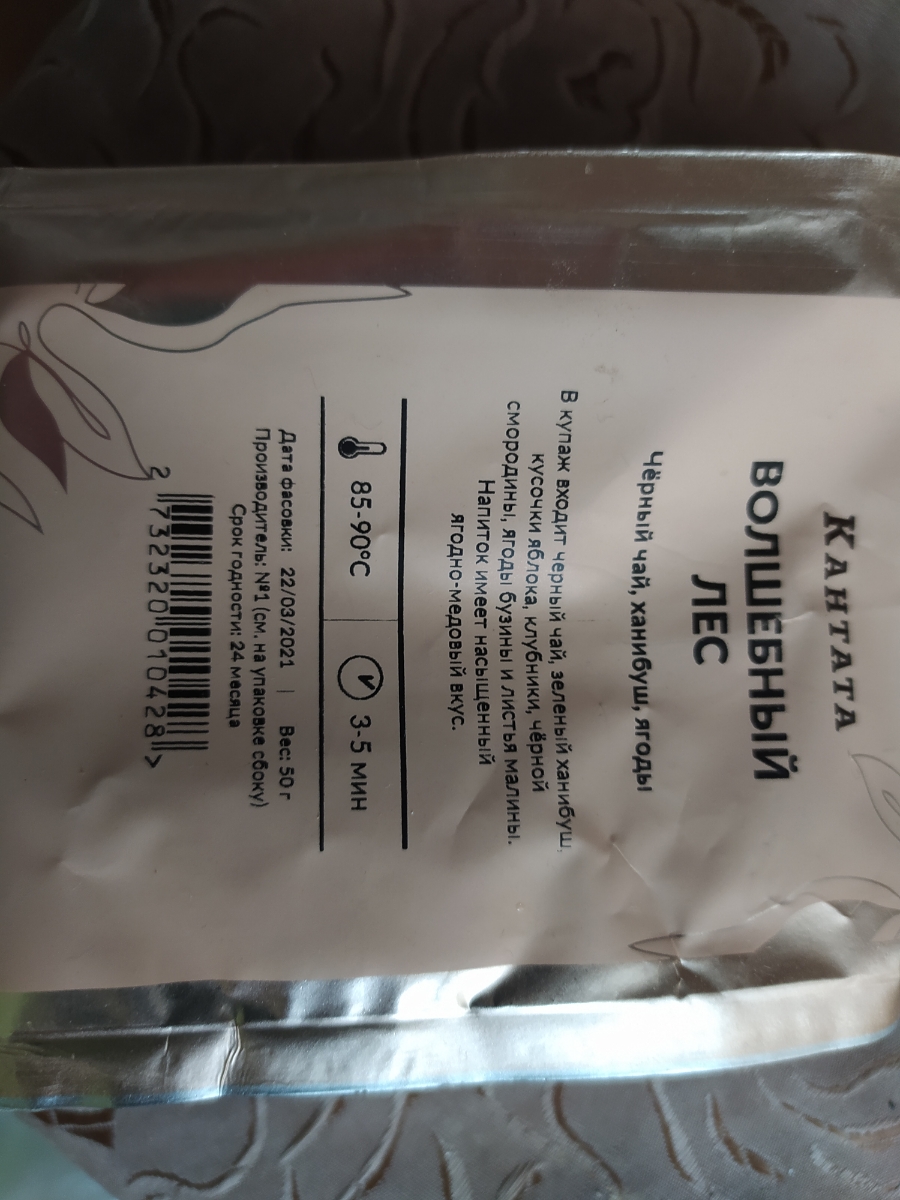 КАНТАТА
ВОЛШЕБНЫЙ
ЛЕС
Чёрный чай, ханибуш, ягоды
В купаж входит черный чай, зеленый ханибуш,
кусочки яблока, клубники, чёрной
смородины, ягоды бузины и листья малины.
Напиток имеет насыщенный
ягодно-медовый вкус.
85-90°C
3-5 мин
Дата фасовки: 22/03/2021 | Вес: 50 г
Производитель: №1 (см. на упаковке сбоку)
Срок годности: 24 месяца
2 732320 010428 >